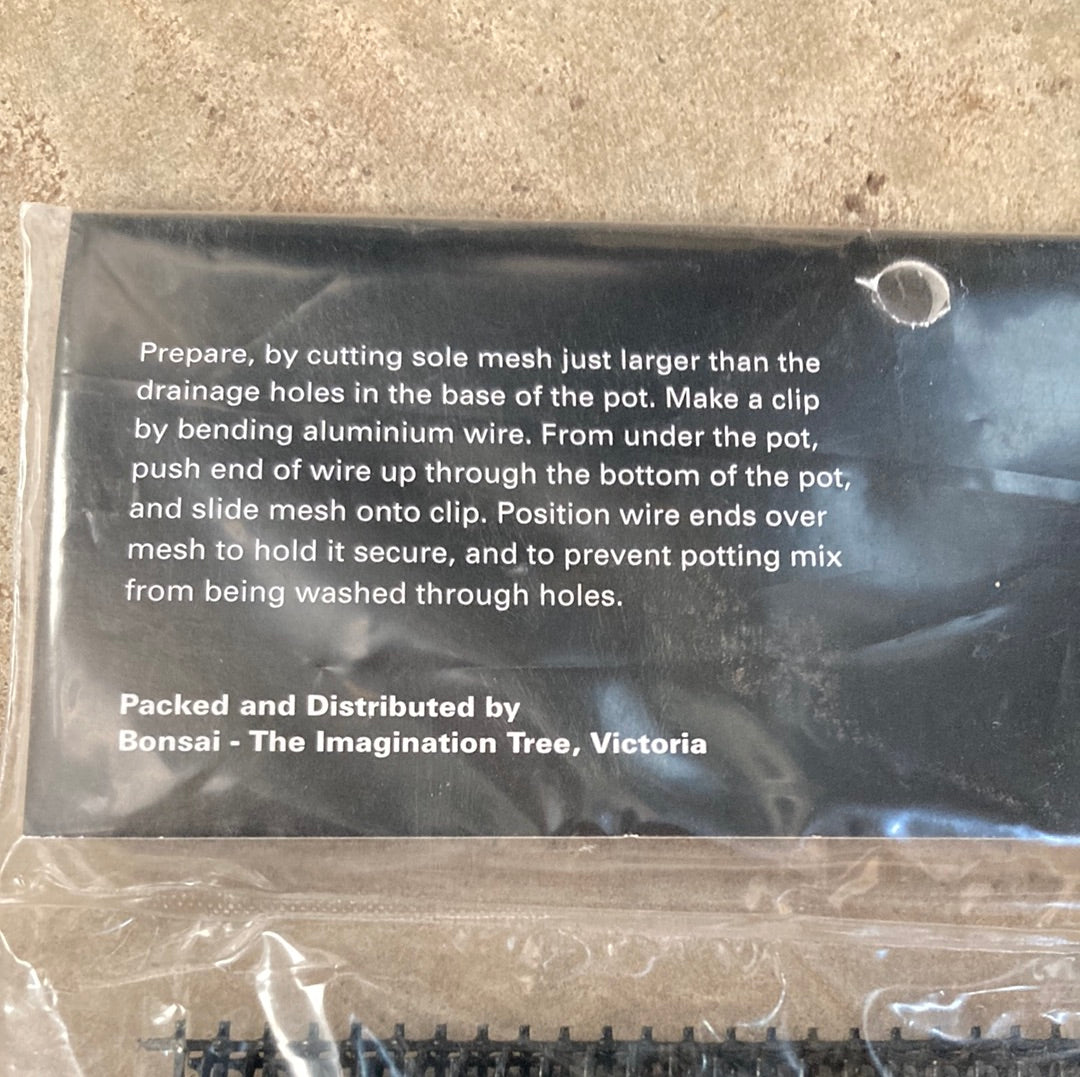 Prepare, by cutting sole mesh just larger than the
drainage holes in the base of the pot. Make a clip
by bending aluminium wire. From under the pot,
push end of wire up through the bottom of the pot,
and slide mesh onto clip. Position wire ends over
mesh to hold it secure, and to prevent potting mix
from being washed through holes.
Packed and Distributed by
Bonsai - The Imagination Tree, Victoria